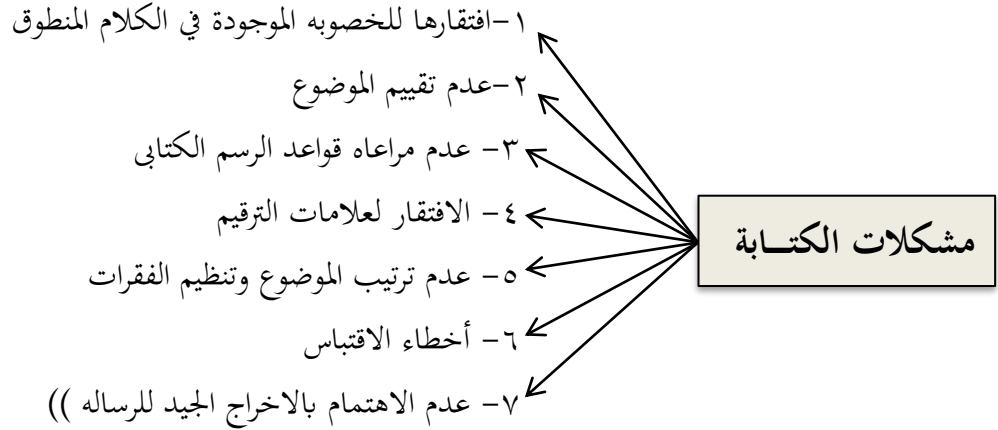 مشكلات الكتـــابة
١-افتقارها للخصوبه الموجودة في الكلام المنطوق
٢-عدم تقييم الموضوع
٣- عدم مراعاه قواعد الرسم الكتابى
٤- الافتقار لعلامات الترقيم
٥- عدم ترتيب الموضوع وتنظيم الفقرات
٦- أخطاء الاقتباس
٧- عدم الاهتمام بالاخراج الجيد للرساله ))